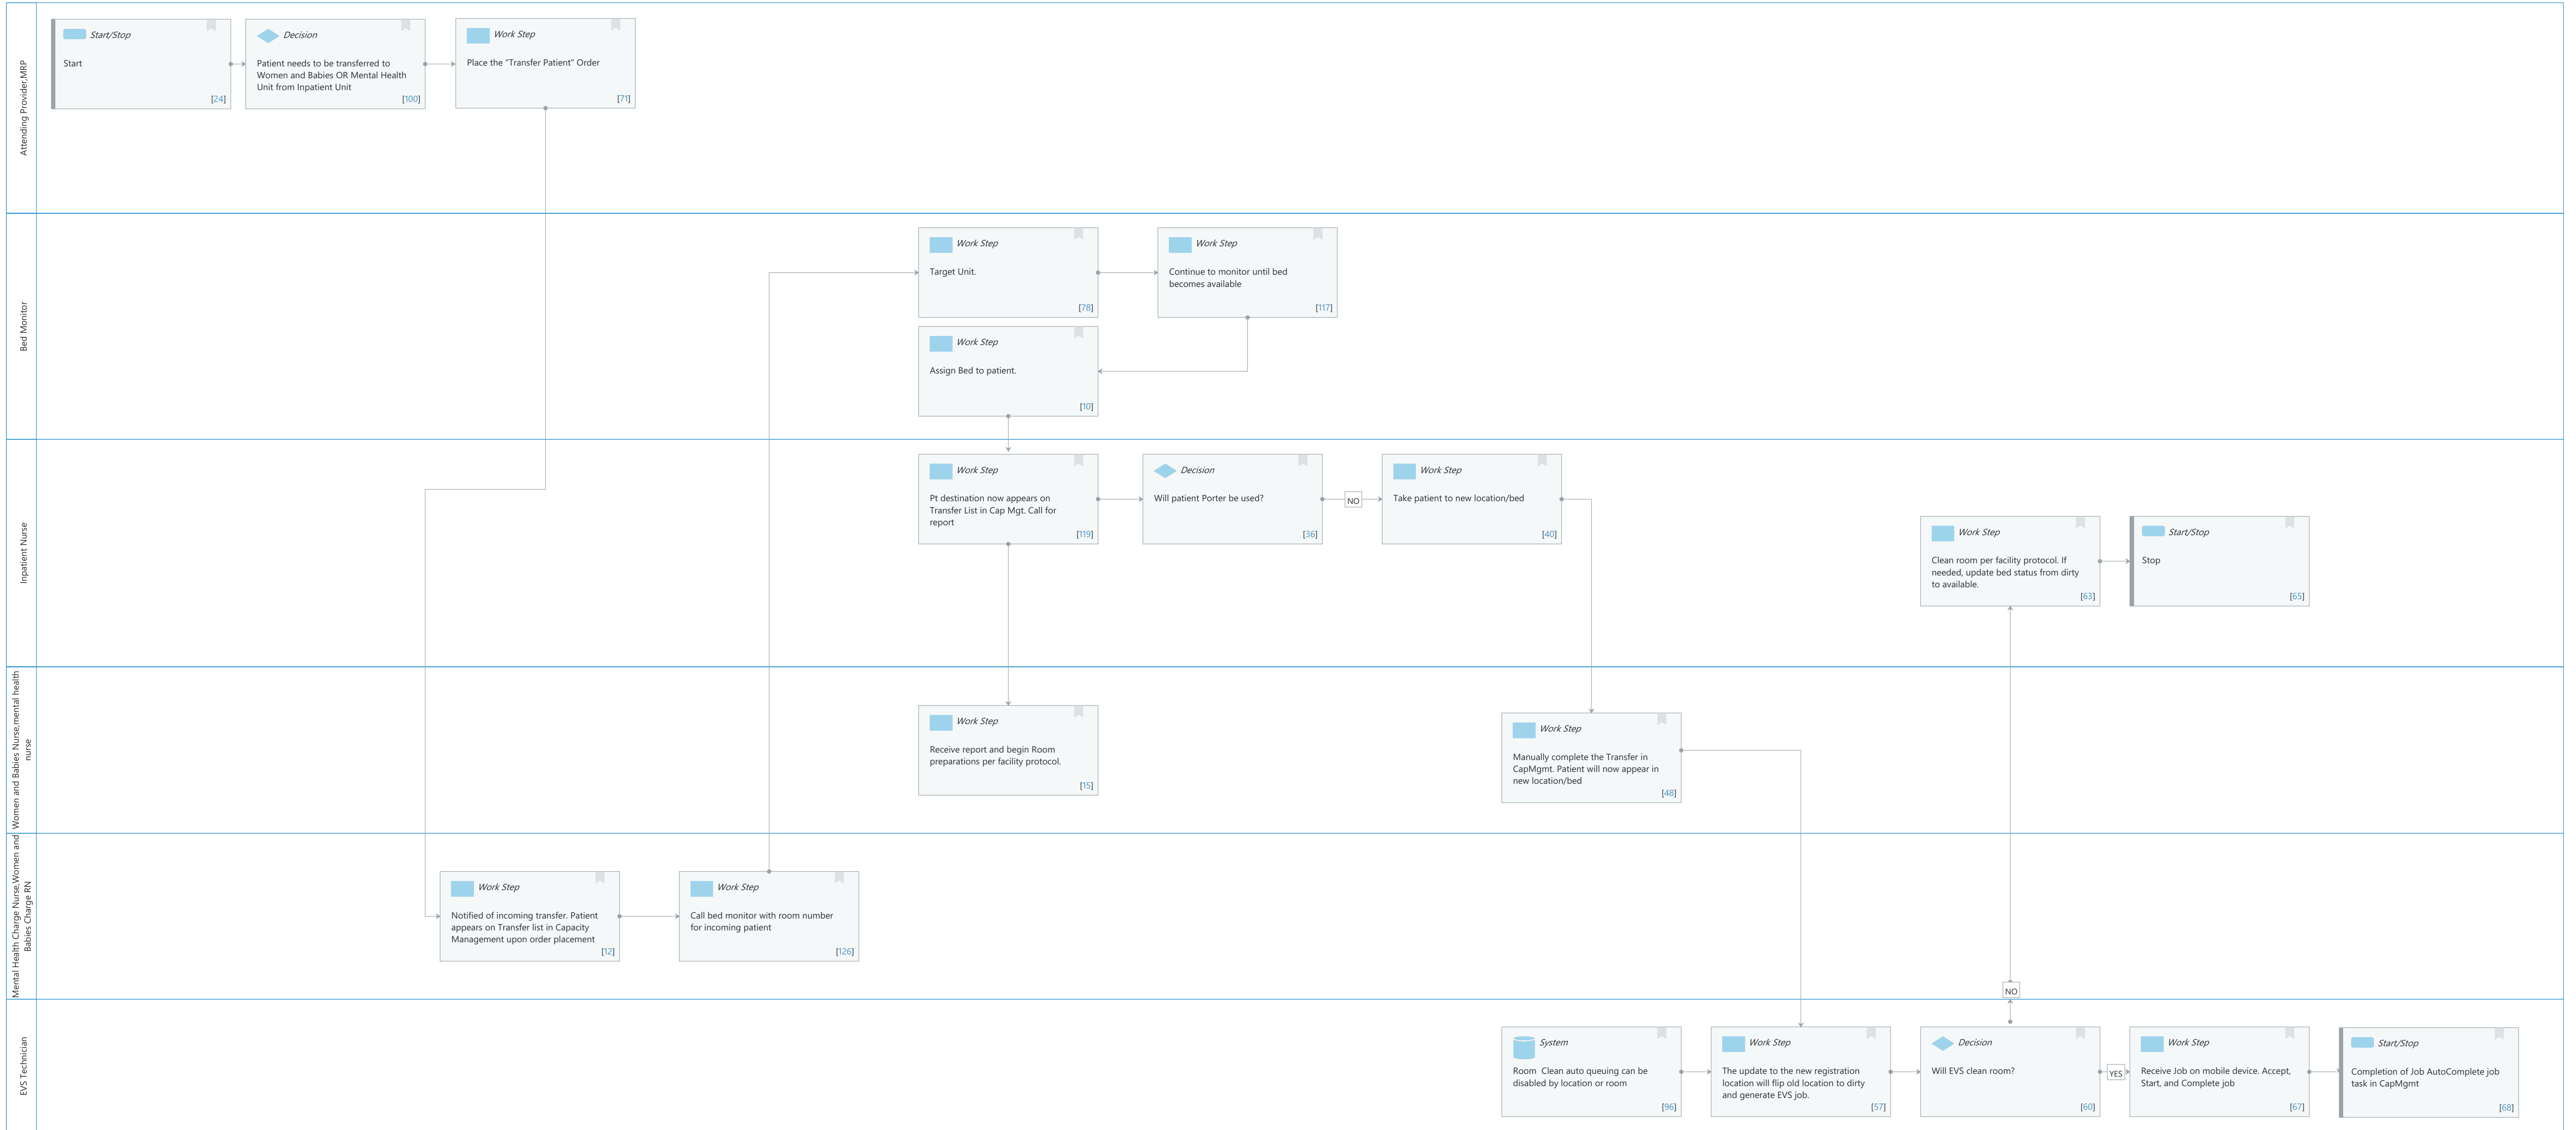 Attending Provider,MRP
Start/Stop
Start
[24]
Decision
Patient needs to be transferred to
Women and Babies OR Mental Health
Unit from Inpatient Unit
[100]
Work Step
Place the "Transfer Patient" Order
[71]
Bed Monitor
Work Step
Target Unit.
[78]
Work Step
Continue to monitor until bed
becomes available
[117]
Work Step
Assign Bed to patient.
[10]
Inpatient Nurse
Work Step
Pt destination now appears on
Transfer List in Cap Mgt. Call for
report
[119]
Decision
Will patient Porter be used?
[36]
NO
Work Step
Take patient to new location/bed
[40]
Work Step
Clean room per facility protocol. If
needed, update bed status from dirty
to available.
[63]
Start/Stop
Stop
[65]
Women and Babies Nurse,mental health
nurse
Work Step
Receive report and begin Room
preparations per facility protocol.
[15]
Work Step
Manually complete the Transfer in
CapMgmt. Patient will now appear in
new location/bed
[48]
Mental Health Charge Nurse,Women and
Babies Charge RN
Work Step
Notified of incoming transfer. Patient
appears on Transfer list in Capacity
Management upon order placement
[12]
Work Step
Call bed monitor with room number
for incoming patient
[126]
NO
EVS Technician
System
Room  Clean auto queuing can be
disabled by location or room
[96]
Work Step
The update to the new registration
location will flip old location to dirty
and generate EVS job.
[57]
Decision
Will EVS clean room?
[60]
YES
Work Step
Receive Job on mobile device. Accept,
Start, and Complete job
[67]
Start/Stop
Completion of Job AutoComplete job
task in CapMgmt
[68]